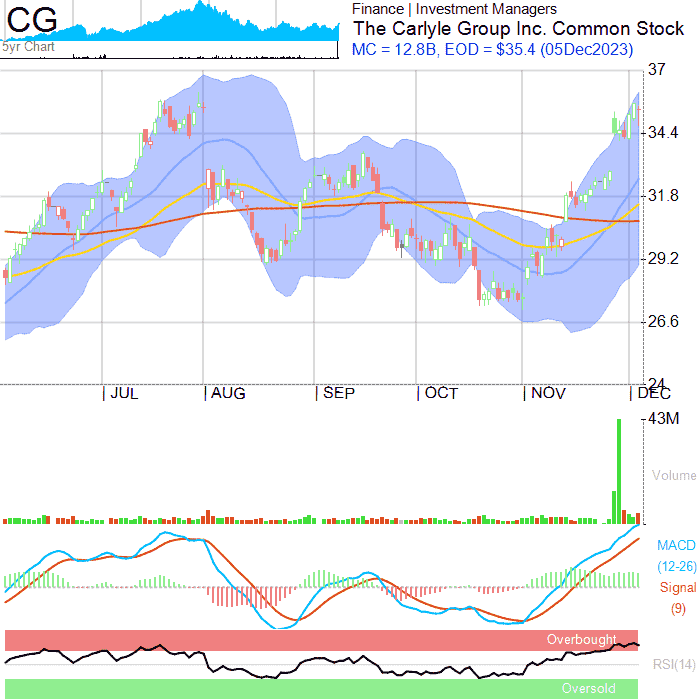 CG
Finance | Investment Managers
The Carlyle Group Inc. Common Stock
5yr Chart
MC = 12.8B, EOD = $35.4 (05Dec2023)
37
34.4
31.8
29.2
26.6
24
JUL AUG SEP OCT NOV DEC
43M
Volume
MACD
(12-26)
Signal
(9)
Overbought
RSI(14)
Oversold